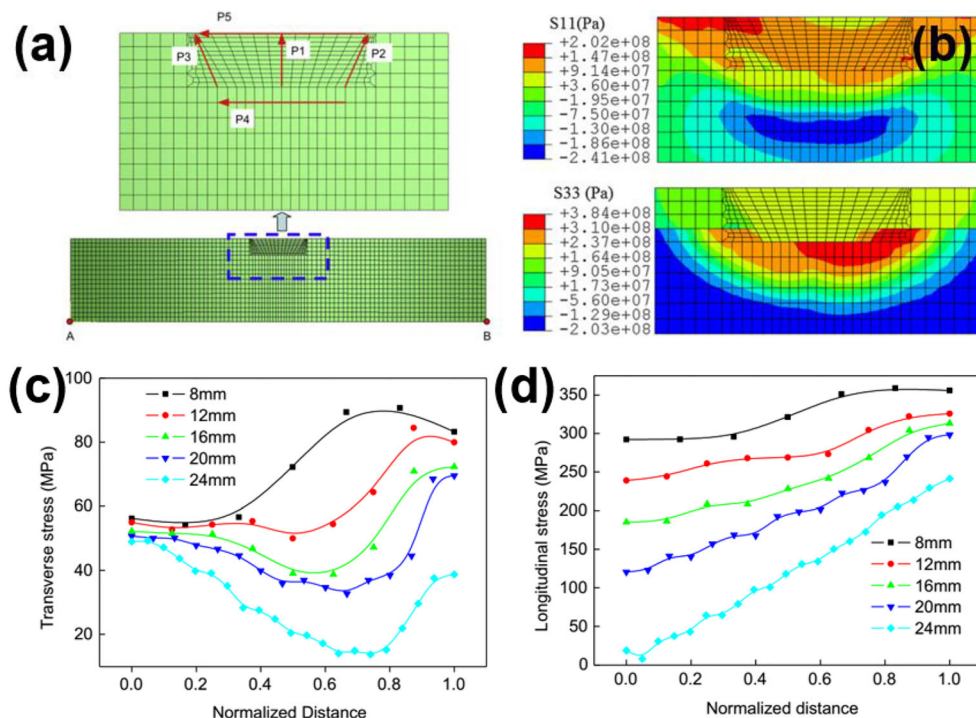 (a)
P5
P3
P1
P2
P4
A
B
(b)
S11(Pa)
+2.02e+08
+1.47e+08
+9.14e+07
+3.60e+07
-1.95e+07
-7.50e+07
-1.30e+08
-1.86e+08
-2.41e+08
S33 (Pa)
+3.84e+08
+3.10e+08
+2.37e+08
+1.64e+08
+9.05e+07
+1.73e+07
-5.60e+07
-1.29e+08
-2.03e+08
(c)
100
80
60
40
20
Transverse stress (MPa)
8mm
12mm
16mm
20mm
24mm
0.0 0.2 0.4 0.6 0.8 1.0
Normalized Distance
(d)
350
300
250
200
150
100
50
0
Longitudinal stress (MPa)
8mm
12mm
16mm
20mm
24mm
0.0 0.2 0.4 0.6 0.8 1.0
Normalized distance